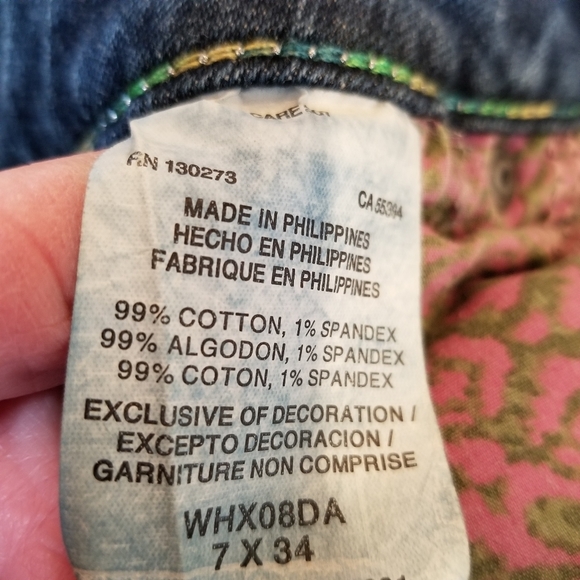 RN 130273
CA 55394
MADE IN PHILIPPINES
HECHO EN PHILIPPINES
FABRIQUE EN PHILIPPINES
99% COTTON, 1% SPANDEX
99% ALGODON, 1% SPANDEX
99% COTON, 1% SPANDEX
EXCLUSIVE OF DECORATION /
EXCEPTO DECORACION /
GARNITURE NON COMPRISE
WHX08DA
7 X 34